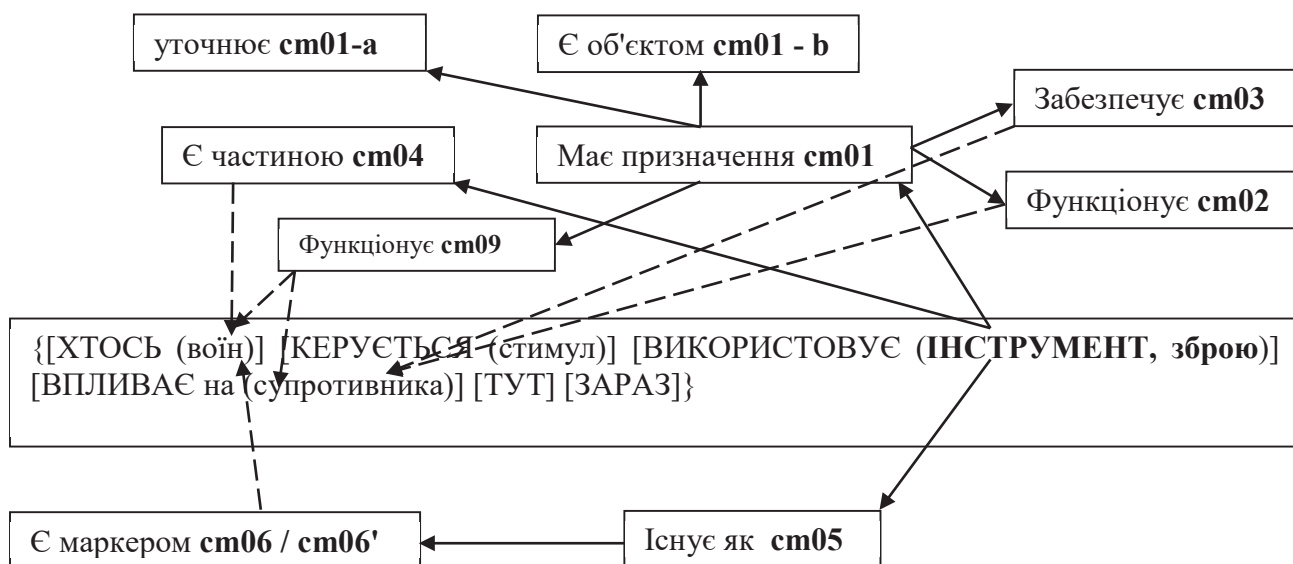 уточнює cm01-a
Є об'єктом cm01 - b
Забезпечує cm03
Є частиною cm04
Має призначення cm01
Функціонує cm02
Функціонує cm09
{[ХТОСЬ (воїн)] [КЕРУЄТЬСЯ (стимул)] [ВИКОРИСТОВУЄ (ІНСТРУМЕНТ, зброю)]
[ВПЛИВАЄ на (супротивника)] [ТУТ] [ЗАРАЗ]}
Є маркером cm06 / cm06'
Існує як cm05